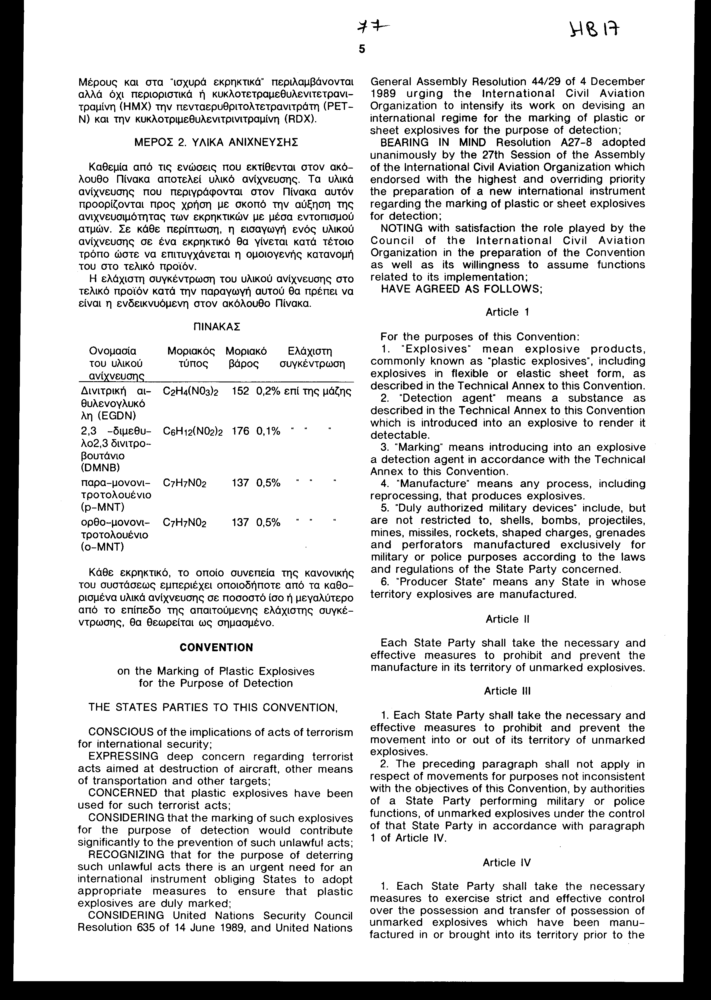 77
HB 17
5
Μέρους και στα "ισχυρά εκρηκτικά" περιλαμβάνονται
αλλά όχι περιοριστικά ή κυκλοτετραμεθυλενιτετρανι-
τραμίνη (HMX) την πενταερυθριτολτετρανιτράτη (PET-
N) και την κυκλοτριμεθυλενιτρινιτραμίνη (RDX).
ΜΕΡΟΣ 2. ΥΛΙΚΑ ΑΝΙΧΝΕΥΣΗΣ
Καθεμία από τις ενώσεις που εκτίθενται στον ακό-
λουθο Πίνακα αποτελεί υλικό ανίχνευσης. Τα υλικά
ανίχνευσης που περιγράφονται στον Πίνακα αυτόν
προορίζονται προς χρήση με σκοπό την αύξηση της
ανιχνευσιμότητας των εκρηκτικών με μέσα εντοπισμού
ατμών. Σε κάθε περίπτωση, η εισαγωγή ενός υλικού
ανίχνευσης σε ένα εκρηκτικό θα γίνεται κατά τέτοιο
τρόπο ώστε να επιτυγχάνεται η ομοιογενής κατανομή
του στο τελικό προϊόν.
Η ελάχιστη συγκέντρωση του υλικού ανίχνευσης στο
τελικό προϊόν κατά την παραγωγή αυτού θα πρέπει να
είναι η ενδεικνυόμενη στον ακόλουθο Πίνακα.
ΠΙΝΑΚΑΣ
Ονομασία Μοριακός Μοριακό Ελάχιστη
του υλικού τύπος βάρος συγκέντρωση
ανίχνευσης
Δινιτρική αι- C2H4(NO3)2 152 0,2% επί της μάζης
θυλενογλυκό
λη (EGDN)
2,3 -διμεθυ- C6H12(NO2)2 176 0,1% " " "
λο2,3 δινιτρο-
βουτάνιο
(DMNB)
παρα-μονονι- C7H7NO2 137 0,5% " " "
τροτολουένιο
(p-MNT)
ορθο-μονονι- C7H7NO2 137 0,5% " " "
τροτολουένιο
(o-MNT)
Κάθε εκρηκτικό, το οποίο συνεπεία της κανονικής
του συστάσεως εμπεριέχει οποιοδήποτε από τα καθο-
ρισμένα υλικά ανίχνευσης σε ποσοστό ίσο ή μεγαλύτερο
από το επίπεδο της απαιτούμενης ελάχιστης συγκέ-
ντρωσης, θα θεωρείται ως σημασμένο.
CONVENTION
on the Marking of Plastic Explosives
for the Purpose of Detection
THE STATES PARTIES TO THIS CONVENTION,
CONSCIOUS of the implications of acts of terrorism
for international security;
EXPRESSING deep concern regarding terrorist
acts aimed at destruction of aircraft, other means
of transportation and other targets;
CONCERNED that plastic explosives have been
used for such terrorist acts;
CONSIDERING that the marking of such explosives
for the purpose of detection would contribute
significantly to the prevention of such unlawful acts;
RECOGNIZING that for the purpose of deterring
such unlawful acts there is an urgent need for an
international instrument obliging States to adopt
appropriate measures to ensure that plastic
explosives are duly marked;
CONSIDERING United Nations Security Council
Resolution 635 of 14 June 1989, and United Nations
General Assembly Resolution 44/29 of 4 December
1989 urging the International Civil Aviation
Organization to intensify its work on devising an
international regime for the marking of plastic or
sheet explosives for the purpose of detection;
BEARING IN MIND Resolution A27-8 adopted
unanimously by the 27th Session of the Assembly
of the International Civil Aviation Organization which
endorsed with the highest and overriding priority
the preparation of a new international instrument
regarding the marking of plastic or sheet explosives
for detection;
NOTING with satisfaction the role played by the
Council of the International Civil Aviation
Organization in the preparation of the Convention
as well as its willingness to assume functions
related to its implementation;
HAVE AGREED AS FOLLOWS;
Article 1
For the purposes of this Convention:
1. "Explosives" mean explosive products,
commonly known as "plastic explosives", including
explosives in flexible or elastic sheet form, as
described in the Technical Annex to this Convention.
2. "Detection agent" means a substance as
described in the Technical Annex to this Convention
which is introduced into an explosive to render it
detectable.
3. "Marking" means introducing into an explosive
a detection agent in accordance with the Technical
Annex to this Convention.
4. "Manufacture" means any process, including
reprocessing, that produces explosives.
5. "Duly authorized military devices" include, but
are not restricted to, shells, bombs, projectiles,
mines, missiles, rockets, shaped charges, grenades
and perforators manufactured exclusively for
military or police purposes according to the laws
and regulations of the State Party concerned.
6. "Producer State" means any State in whose
territory explosives are manufactured.
Article II
Each State Party shall take the necessary and
effective measures to prohibit and prevent the
manufacture in its territory of unmarked explosives.
Article III
1. Each State Party shall take the necessary and
effective measures to prohibit and prevent the
movement into or out of its territory of unmarked
explosives.
2. The preceding paragraph shall not apply in
respect of movements for purposes not inconsistent
with the objectives of this Convention, by authorities
of a State Party performing military or police
functions, of unmarked explosives under the control
of that State Party in accordance with paragraph
1 of Article IV.
Article IV
1. Each State Party shall take the necessary
measures to exercise strict and effective control
over the possession and transfer of possession of
unmarked explosives which have been manu-
factured in or brought into its territory prior to the